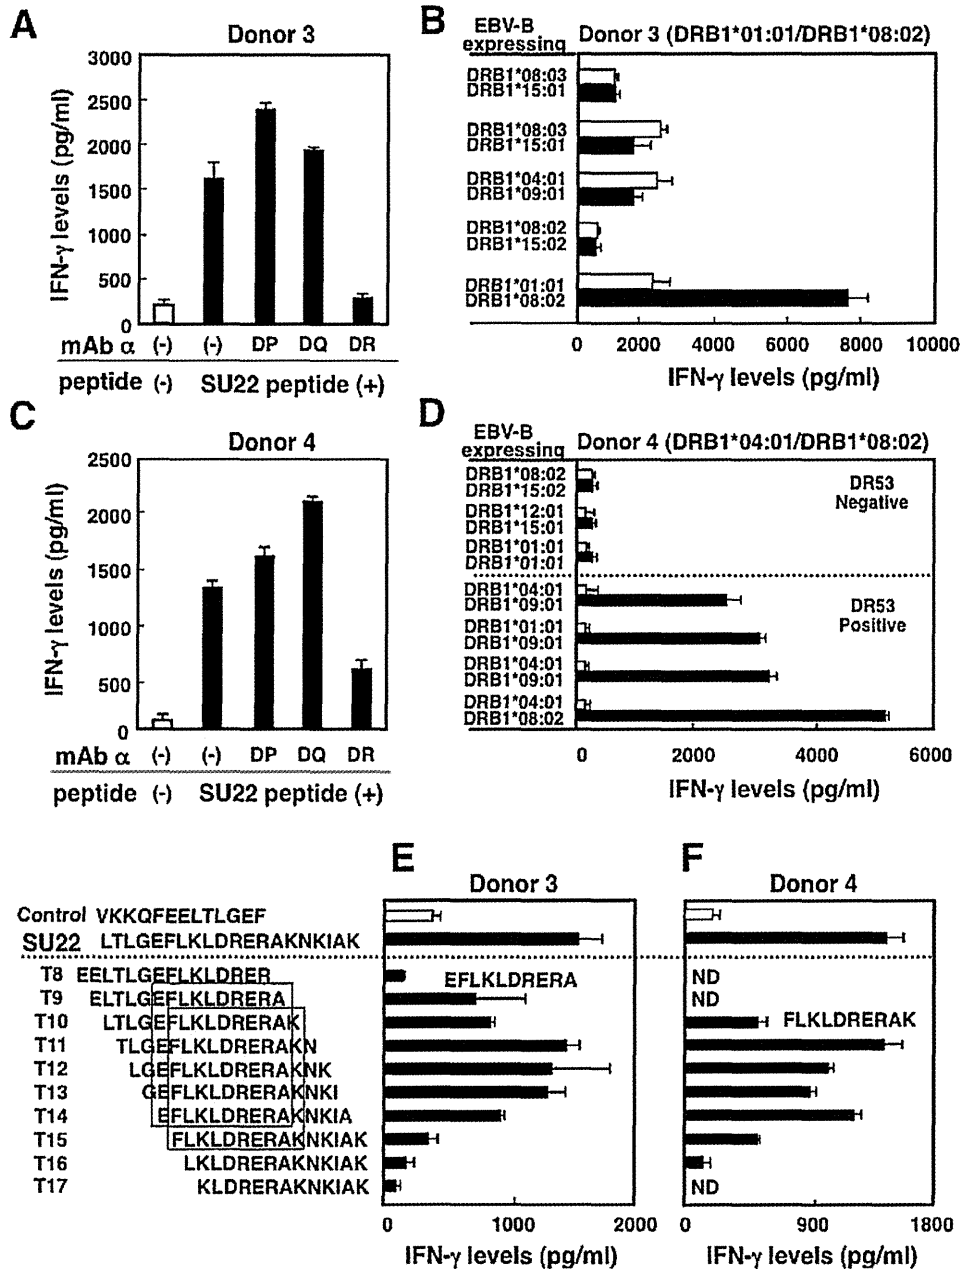 A
Donor 3
IFN-γ levels (pg/ml)
3000
2500
2000
1500
1000
500
0
mAb α (-) (-) DP DQ DR
peptide (-) SU22 peptide (+)
B
EBV-B expressing
Donor 3 (DRB1*01:01/DRB1*08:02)
DRB1*08:03
DRB1*15:01
DRB1*08:03
DRB1*15:01
DRB1*04:01
DRB1*09:01
DRB1*08:02
DRB1*15:02
DRB1*01:01
DRB1*08:02
0 2000 4000 6000 8000 10000
IFN-γ levels (pg/ml)
C
Donor 4
IFN-γ levels (pg/ml)
2500
2000
1500
1000
500
0
mAb α (-) (-) DP DQ DR
peptide (-) SU22 peptide (+)
D
EBV-B expressing
Donor 4 (DRB1*04:01/DRB1*08:02)
DRB1*08:02
DRB1*15:02
DRB1*12:01
DRB1*15:01
DRB1*01:01
DRB1*01:01
DR53 Negative
DRB1*04:01
DRB1*09:01
DRB1*01:01
DRB1*09:01
DRB1*04:01
DRB1*09:01
DRB1*04:01
DRB1*08:02
DR53 Positive
0 2000 4000 6000
IFN-γ levels (pg/ml)
E
Donor 3
F
Donor 4
Control VKKQFEELTLGEF
SU22 LTLGEFLKLDRERAKNKIAK
T8 EELTLGEFLKLDRER ND
T9 ELTLGEFLKLDRERA EFLKLDRERA ND
T10 LTLGEFLKLDRERAK FLKLDRERAK
T11 TLGEFLKLDRERAKN
T12 LGEFLKLDRERAKNK
T13 GEFLKLDRERAKNKI
T14 EFLKLDRERAKNKIA
T15 FLKLDRERAKNKIAK
T16 LKLDRERAKNKIAK
T17 KLDRERAKNKIAK ND
0 1000 2000
IFN-γ levels (pg/ml)
0 900 1800
IFN-γ levels (pg/ml)